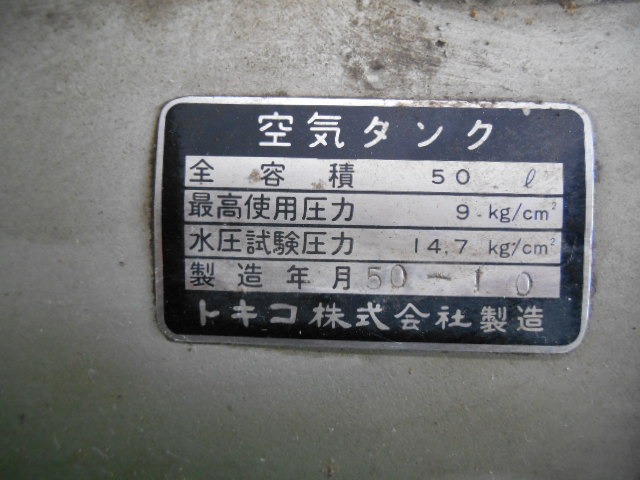 空気タンク
全容積 50 ℓ
最高使用圧力 9 kg/cm²
水圧試験圧力 14.7 kg/cm²
製造年月 50-10
トキコ株式会社製造